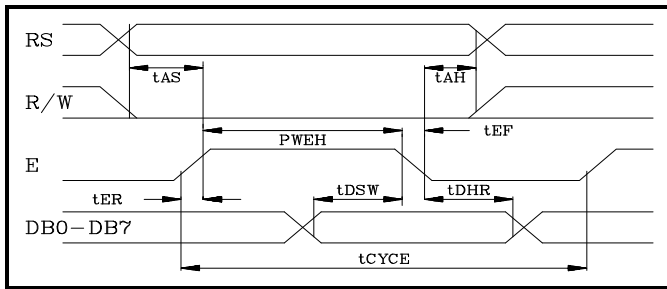 RS
tAS
tAH
R/W
PWEH
tEF
E
tER
tDSW
tDHR
DB0-DB7
tCYCE